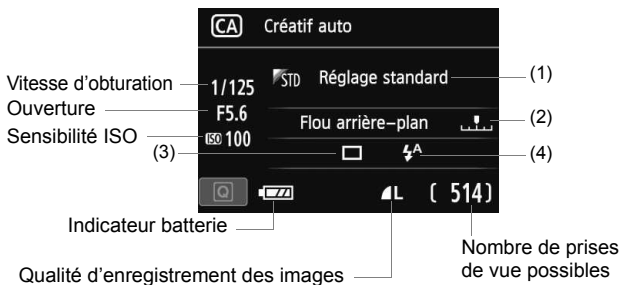 CA Créatif auto
Vitesse d'obturation 1/125 STD Réglage standard (1)
Ouverture F5.6 Flou arrière-plan (2)
Sensibilité ISO ISO 100
(3) A (4)
Q L ( 514)
Indicateur batterie
Nombre de prises
de vue possibles
Qualité d'enregistrement des images